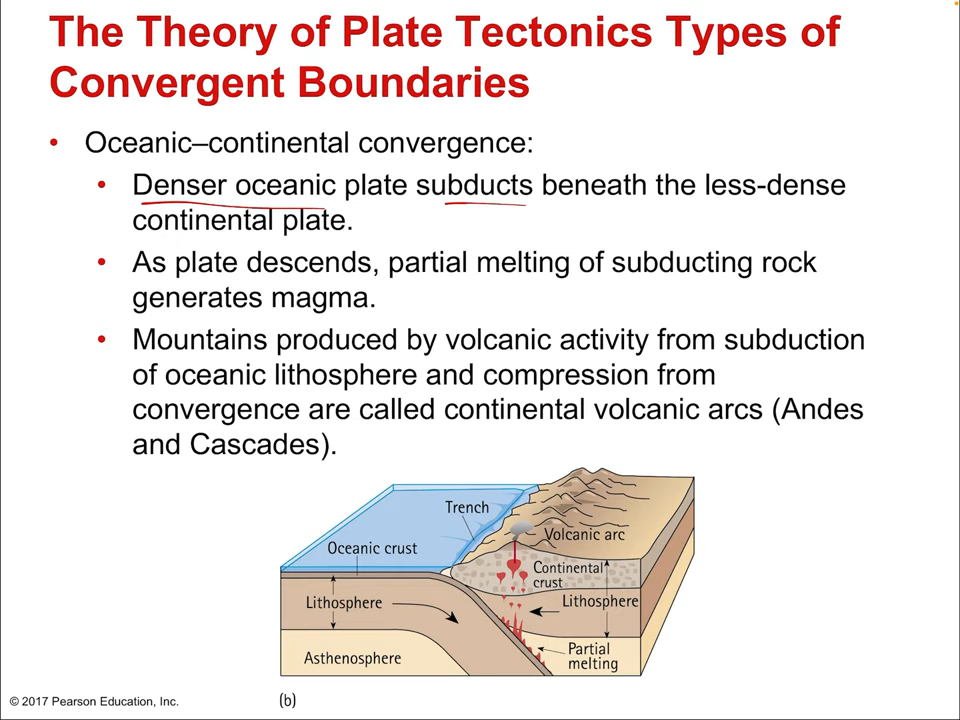 The Theory of Plate Tectonics Types of
Convergent Boundaries
• Oceanic–continental convergence:
• Denser oceanic plate subducts beneath the less-dense
continental plate.
• As plate descends, partial melting of subducting rock
generates magma.
• Mountains produced by volcanic activity from subduction
of oceanic lithosphere and compression from
convergence are called continental volcanic arcs (Andes
and Cascades).
Trench
Volcanic arc
Oceanic crust
Continental
crust
Lithosphere
Lithosphere
Asthenosphere
Partial
melting
© 2017 Pearson Education, Inc.
(b)